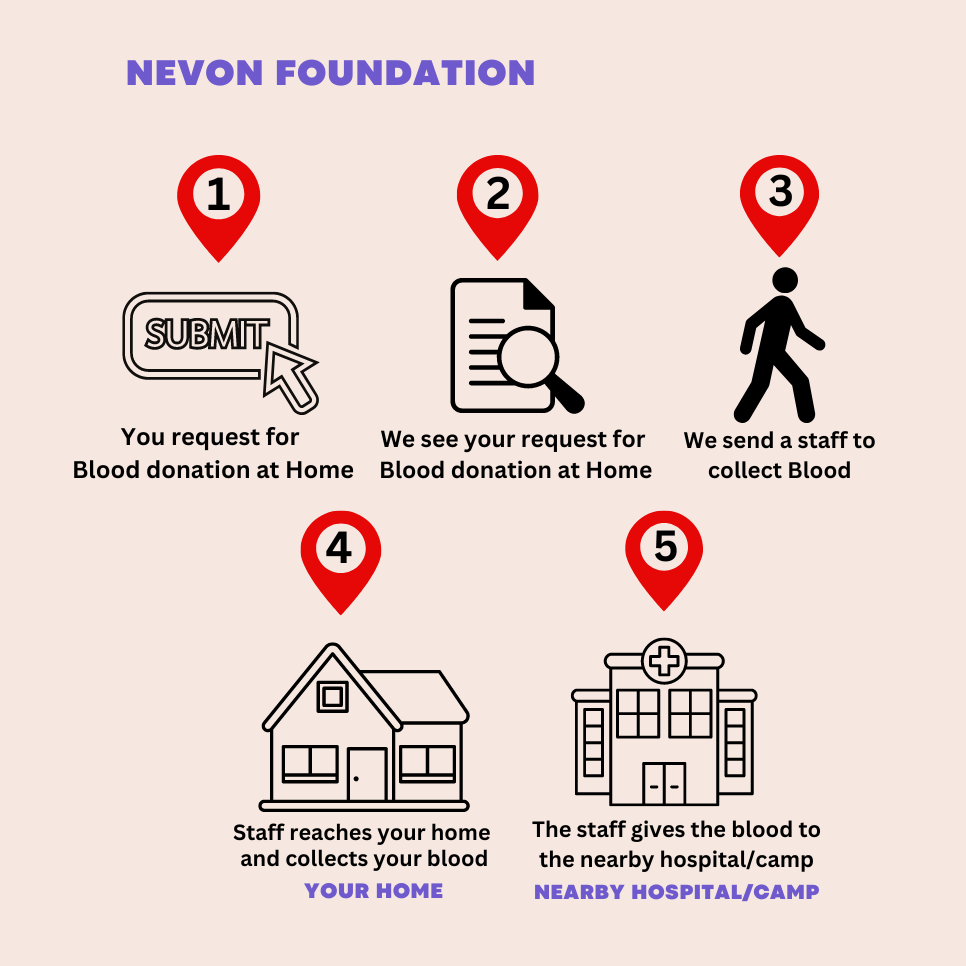 NEVON FOUNDATION
1
2
3
SUBMIT
You request for
Blood donation at Home
We see your request for
Blood donation at Home
We send a staff to
collect Blood
4
5
Staff reaches your home
and collects your blood
YOUR HOME
The staff gives the blood to
the nearby hospital/camp
NEARBY HOSPITAL/CAMP